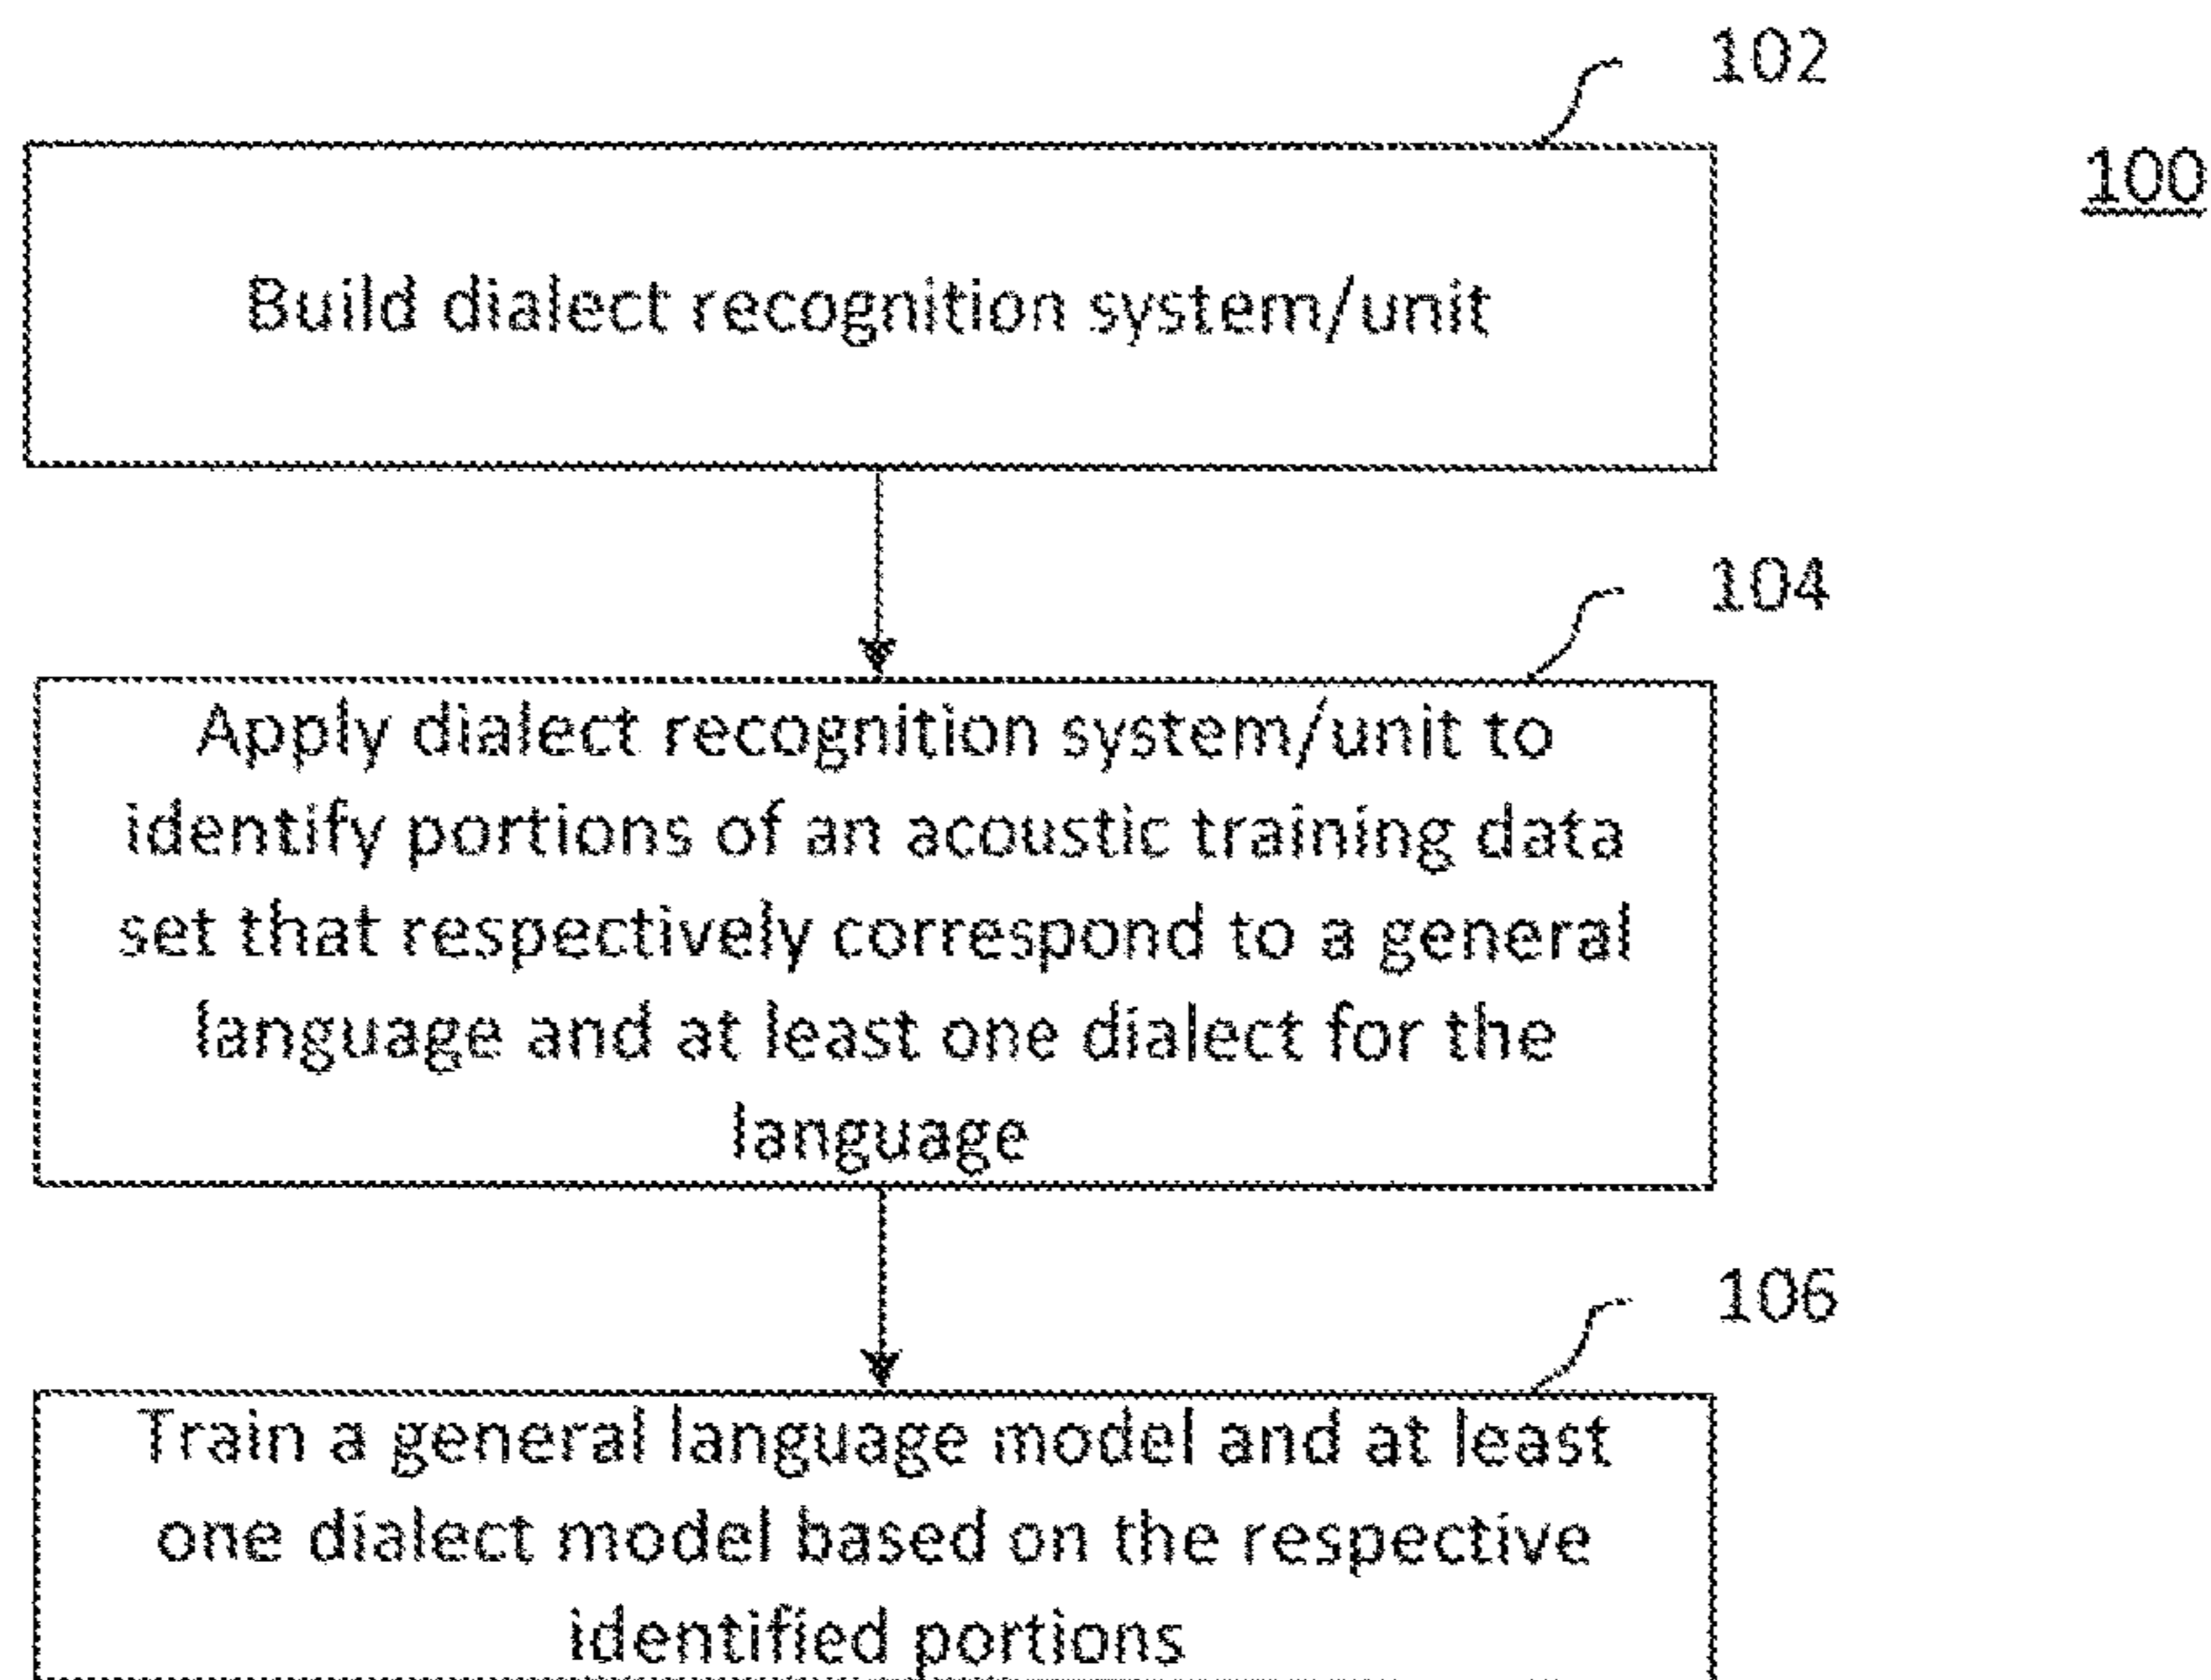 102
100
Build dialect recognition system/unit
104
Apply dialect recognition system/unit to
identify portions of an acoustic training data
set that respectively correspond to a general
language and at least one dialect for the
language
106
Train a general language model and at least
one dialect model based on the respective
identified portions